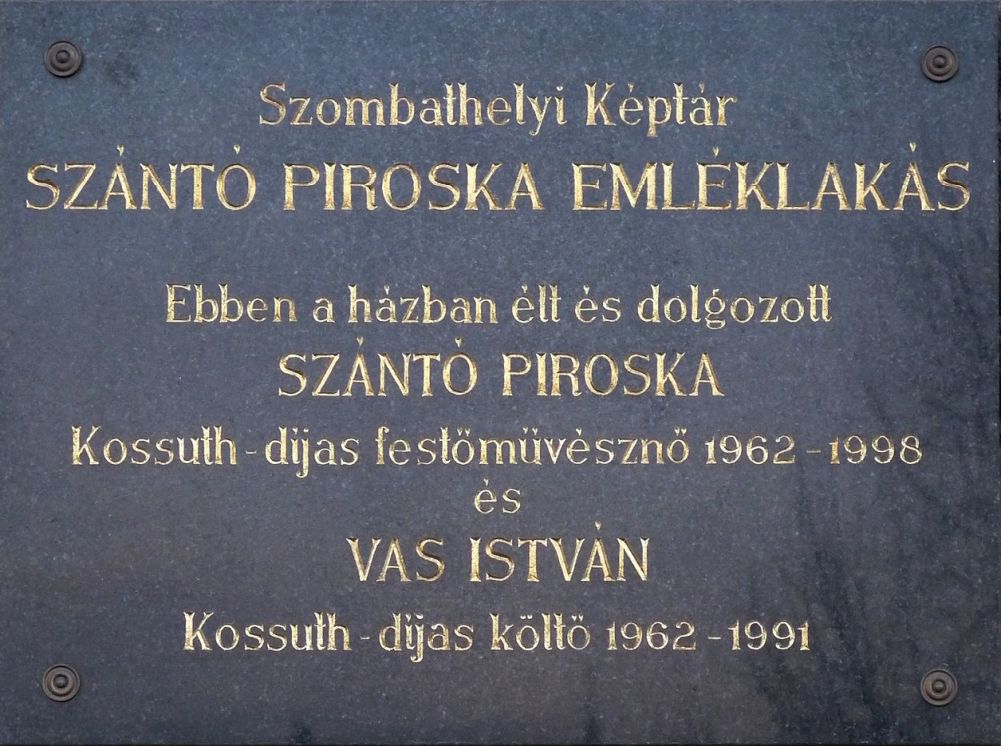 Szombathelyi Képtár
SZÁNTÓ PIROSKA EMLÉKLAKÁS
Ebben a házban élt és dolgozott
SZÁNTÓ PIROSKA
Kossuth-díjas festőművésznő 1962-1998
és
VAS ISTVÁN
Kossuth-díjas költő 1962-1991